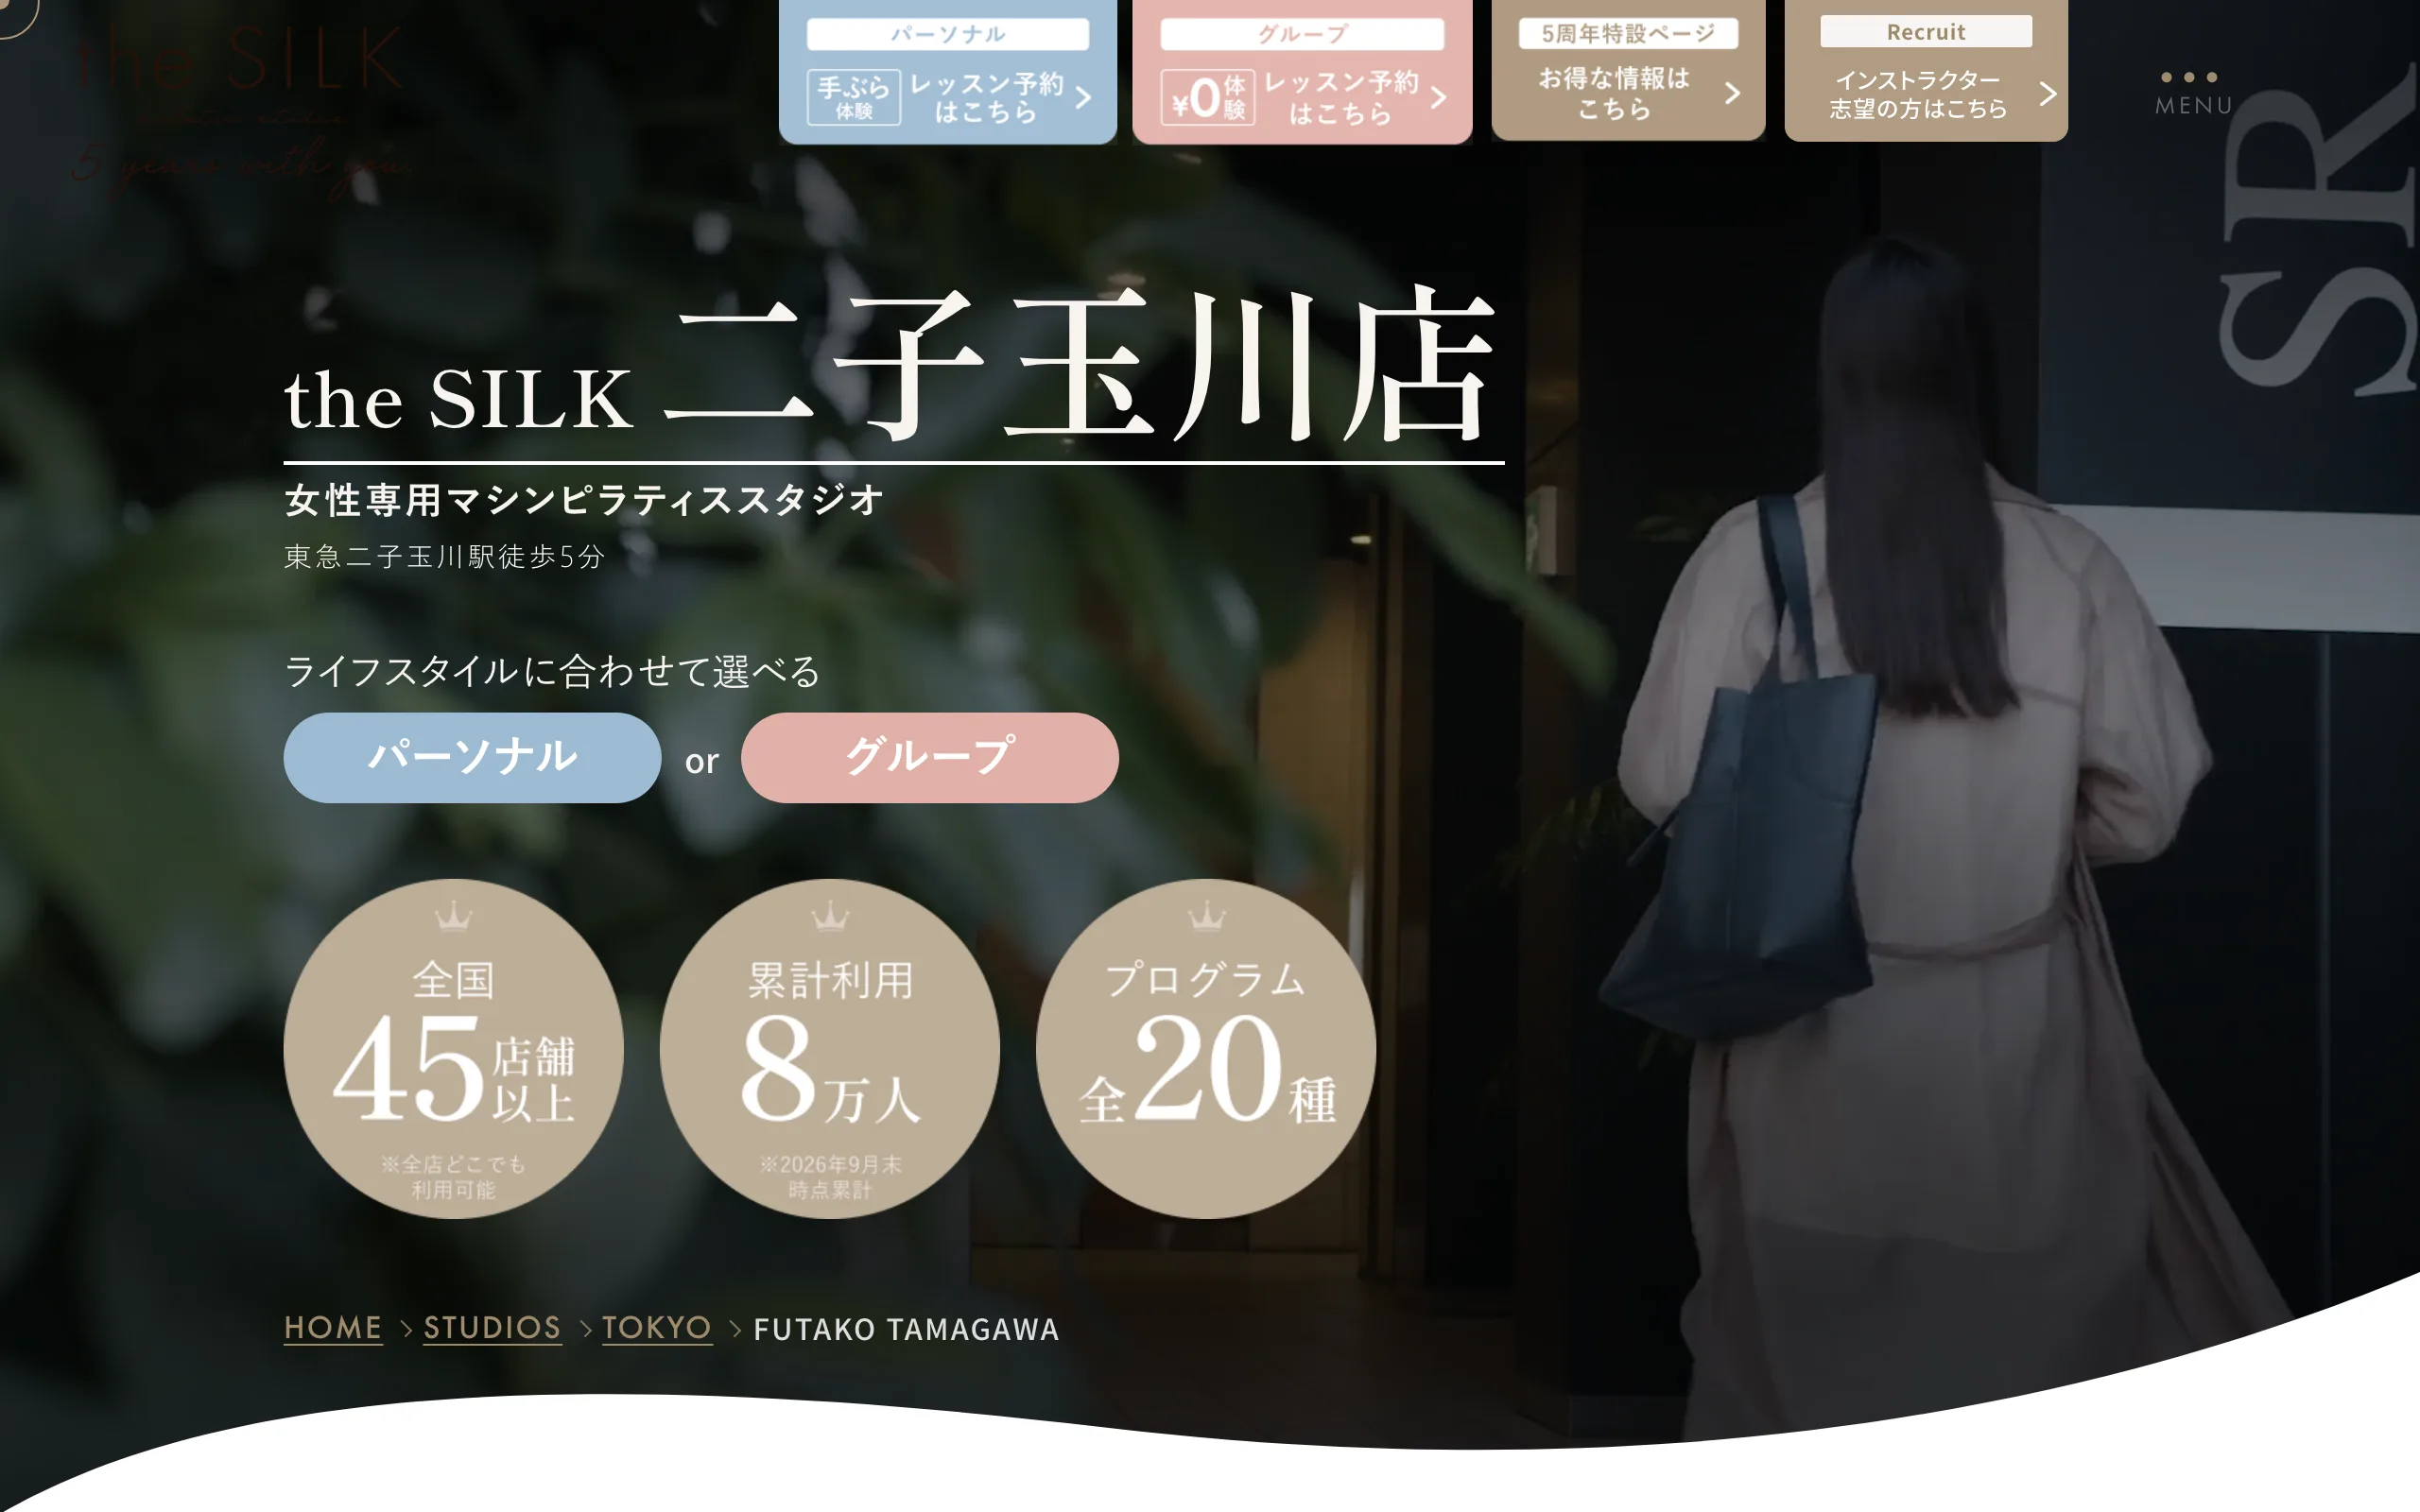 the SILK
5 years with you.
パーソナル
手ぶら
体験
レッスン予約
はこちら
グループ
¥0体験
レッスン予約
はこちら
5周年特設ページ
お得な情報は
こちら
Recruit
インストラクター
志望の方はこちら
MENU
SR
the SILK 二子玉川店
女性専用マシンピラティススタジオ
東急二子玉川駅徒歩5分
ライフスタイルに合わせて選べる
パーソナル or グループ
全国
45店舗以上
※全店どこでも
利用可能
累計利用
8万人
※2026年9月末
時点累計
プログラム
全20種
HOME > STUDIOS > TOKYO > FUTAKO TAMAGAWA